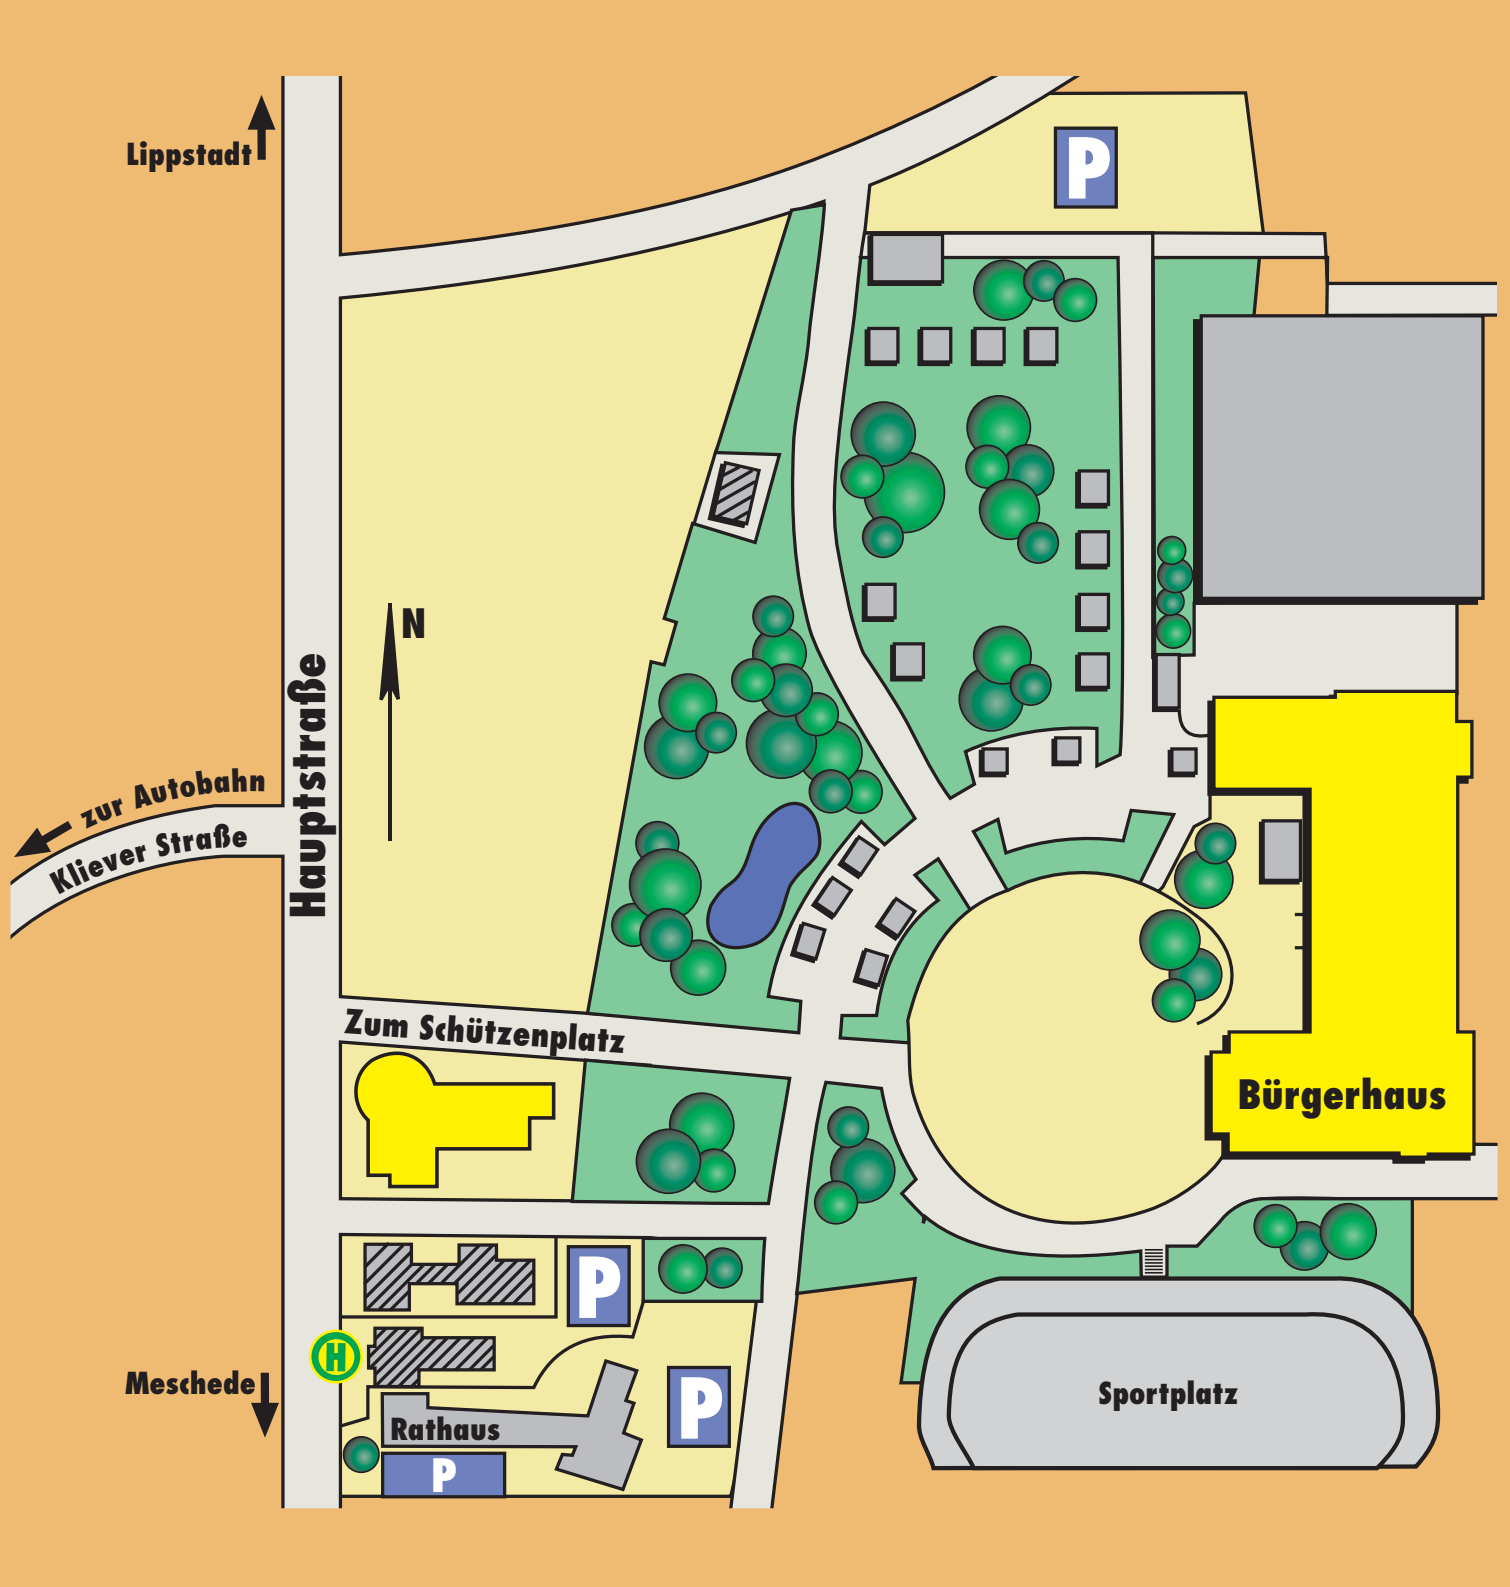 Lippstadt
P
N
Hauptstraße
zur Autobahn
Kliever Straße
Zum Schützenplatz
Bürgerhaus
P
H
Meschede
P
Sportplatz
Rathaus
P